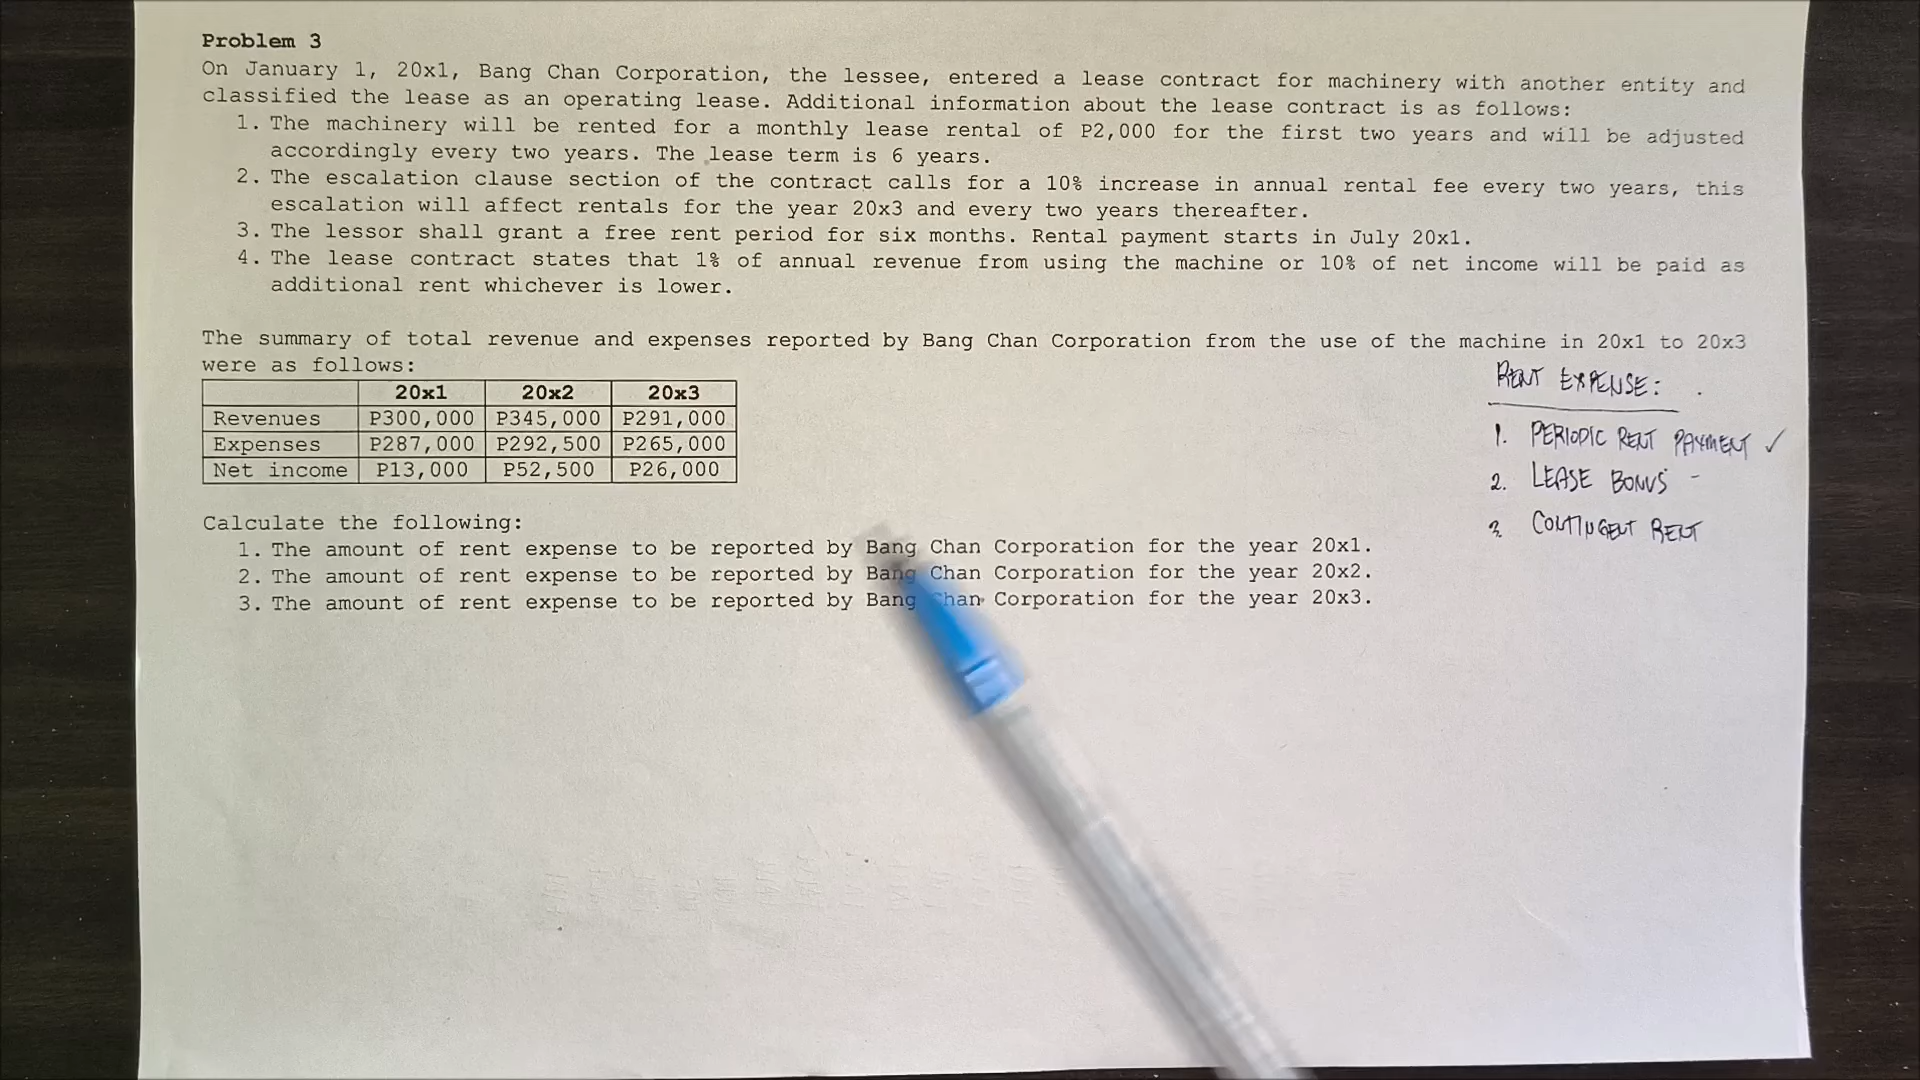 Problem 3
On January 1, 20x1, Bang Chan Corporation, the lessee, entered a lease contract for machinery with another entity and
classified the lease as an operating lease. Additional information about the lease contract is as follows:
1. The machinery will be rented for a monthly lease rental of P2,000 for the first two years and will be adjusted
accordingly every two years. The lease term is 6 years.
2. The escalation clause section of the contract calls for a 10% increase in annual rental fee every two years, this
escalation will affect rentals for the year 20x3 and every two years thereafter.
3. The lessor shall grant a free rent period for six months. Rental payment starts in July 20x1.
4. The lease contract states that 1% of annual revenue from using the machine or 10% of net income will be paid as
additional rent whichever is lower.
The summary of total revenue and expenses reported by Bang Chan Corporation from the use of the machine in 20x1 to 20x3
were as follows:
20x1 20x2 20x3
Revenues P300,000 P345,000 P291,000
Expenses P287,000 P292,500 P265,000
Net income P13,000 P52,500 P26,000
RENT EXPENSE:
1. PERIODIC RENT PAYMENT ✓
2. LEASE BONUS -
3. CONTINGENT RENT
Calculate the following:
1. The amount of rent expense to be reported by Bang Chan Corporation for the year 20x1.
2. The amount of rent expense to be reported by Bang Chan Corporation for the year 20x2.
3. The amount of rent expense to be reported by Bang Chan Corporation for the year 20x3.